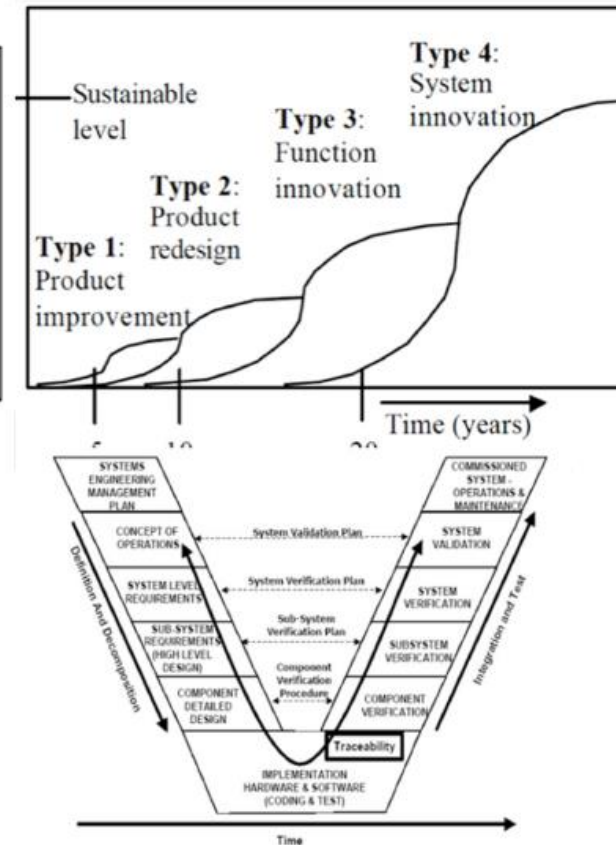 Type 4:
System
innovation
Sustainable
level
Type 3:
Function
innovation
Type 2:
Product
redesign
Type 1:
Product
improvement
Time (years)
SYSTEMS
ENGINEERING
MANAGEMENT
PLAN
COMMISSIONED
SYSTEM -
OPERATIONS &
MAINTENANCE
CONCEPT OF
OPERATIONS
System Validation Plan
SYSTEM
VALIDATION
SYSTEM LEVEL
REQUIREMENTS
System Verification Plan
SYSTEM
VERIFICATION
SUB-SYSTEM
REQUIREMENTS
(HIGH LEVEL
DESIGN)
Sub-System
Verification Plan
SUBSYSTEM
VERIFICATION
COMPONENT
DETAILED
DESIGN
Component
Verification
Procedure
COMPONENT
VERIFICATION
Definition And Decomposition
Integration and Test
Traceability
IMPLEMENTATION
HARDWARE & SOFTWARE
(CODING & TEST)
Time